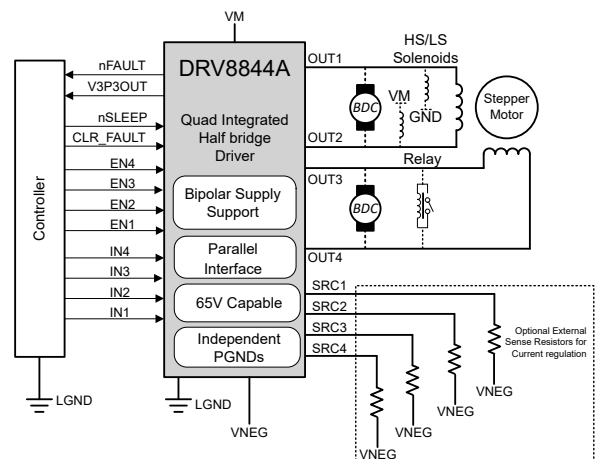 VM
DRV8844A
Quad Integrated
Half bridge
Driver
Bipolar Supply
Support
Parallel
Interface
65V Capable
Independent
PGNDs
Controller
nFAULT
V3P3OUT
nSLEEP
CLR_FAULT
EN4
EN3
EN2
EN1
IN4
IN3
IN2
IN1
LGND
LGND
VNEG
OUT1
OUT2
OUT3
OUT4
HS/LS
Solenoids
BDC
VM
GND
Stepper
Motor
Relay
BDC
SRC1
SRC2
SRC3
SRC4
Optional External
Sense Resistors for
Current regulation
VNEG
VNEG
VNEG
VNEG